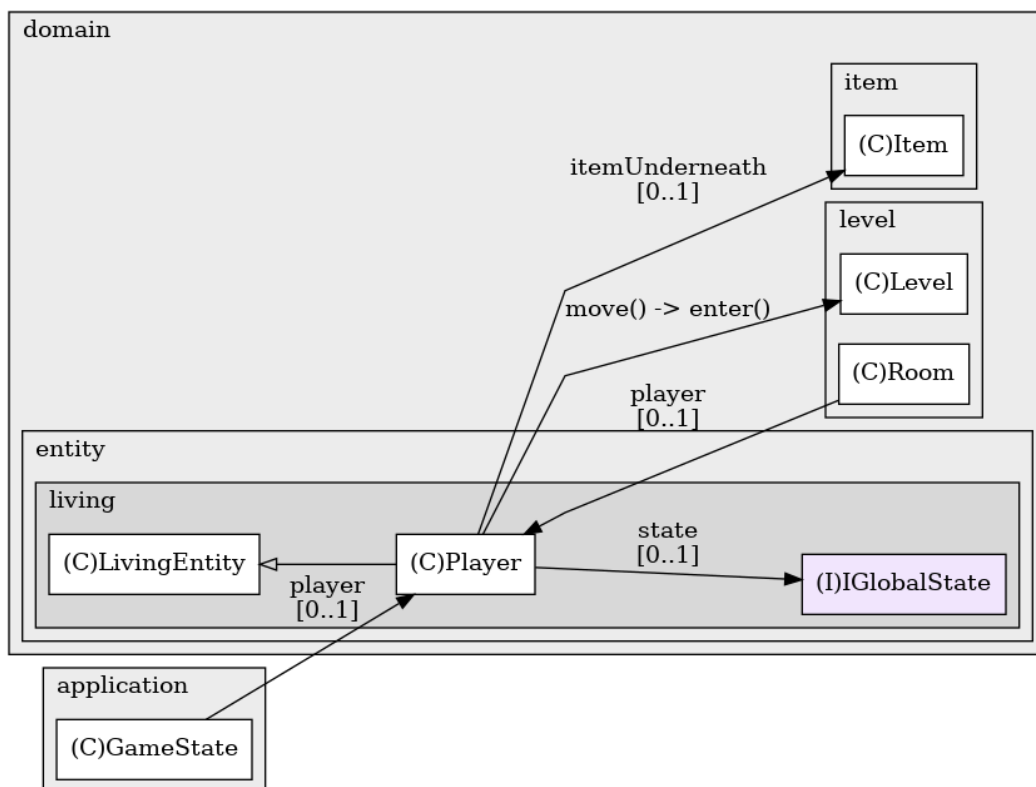 domain
item
(C)Item
itemUnderneath
[0..1]
level
(C)Level
move() -> enter()
(C)Room
player
[0..1]
entity
living
(C)LivingEntity
(C)Player
state
[0..1]
(I)IGlobalState
player
[0..1]
application
(C)GameState